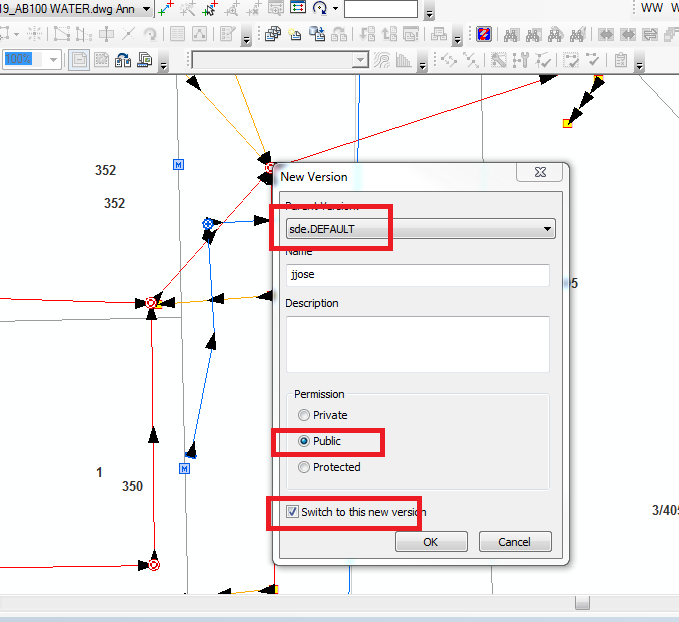 19_AB100 WATER.dwg Ann
WW W
100%
352
352
New Version
Parent Version:
sde.DEFAULT
Name
jjose
5
Description
Permission
Private
Public
Protected
1
350
Switch to this new version
3/405
OK
Cancel